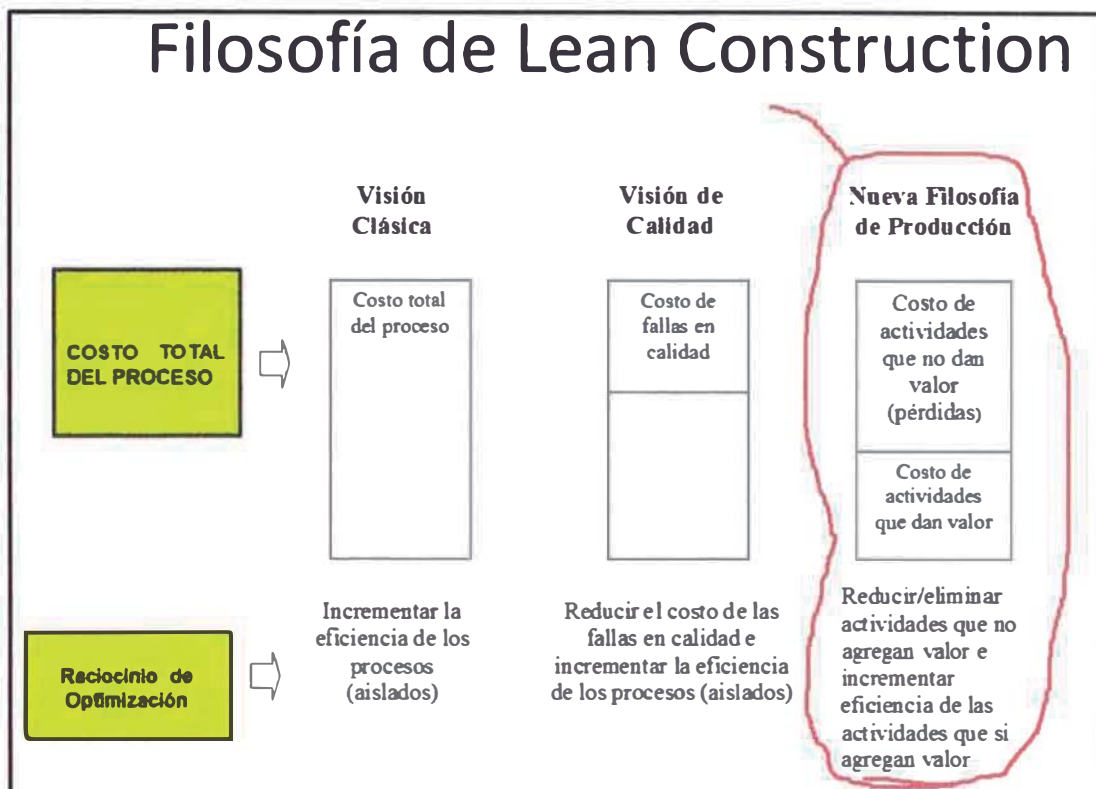 Filosofía de Lean Construction
Visión
Clásica
Visión de
Calidad
Nueva Filosofía
de Producción
COSTO TOTAL
DEL PROCESO
Costo total
del proceso
Costo de
fallas en
calidad
Costo de
actividades
que no dan
valor
(pérdidas)
Costo de
actividades
que dan valor
Raciocinio de
Optimización
Incrementar la
eficiencia de los
procesos
(aislados)
Reducir el costo de las
fallas en calidad e
incrementar la eficiencia
de los procesos (aislados)
Reducir/eliminar
actividades que no
agregan valor e
incrementar
eficiencia de las
actividades que si
agregan valor